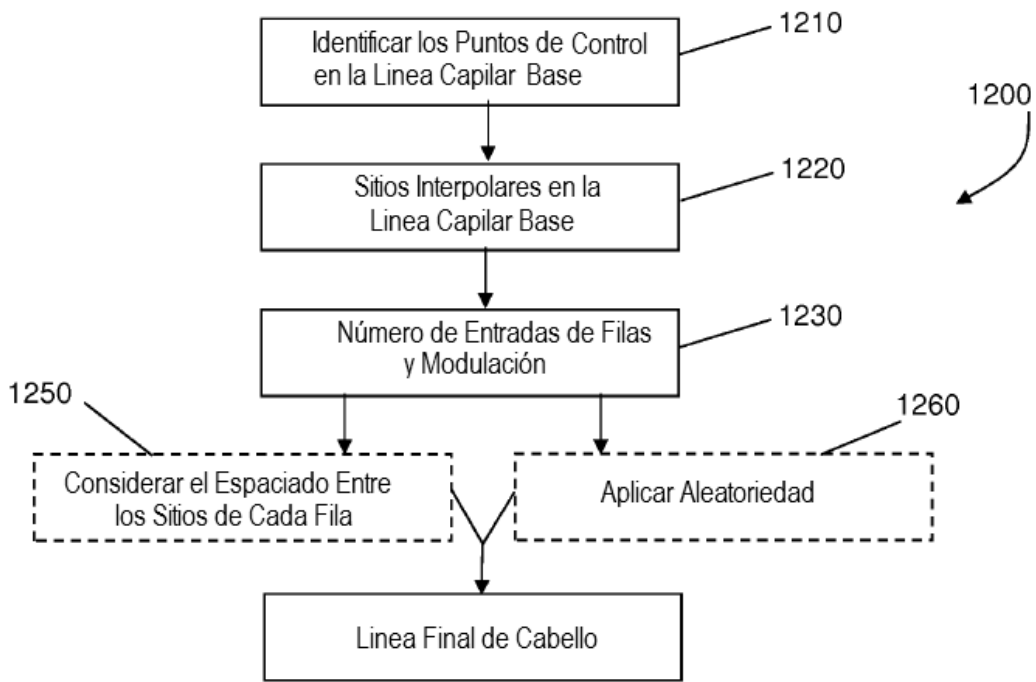 Identificar los Puntos de Control
en la Linea Capilar Base
1210
1200
Sitios Interpolares en la
Linea Capilar Base
1220
Número de Entradas de Filas
y Modulación
1230
1250
1260
Considerar el Espaciado Entre
los Sitios de Cada Fila
Aplicar Aleatoriedad
Linea Final de Cabello